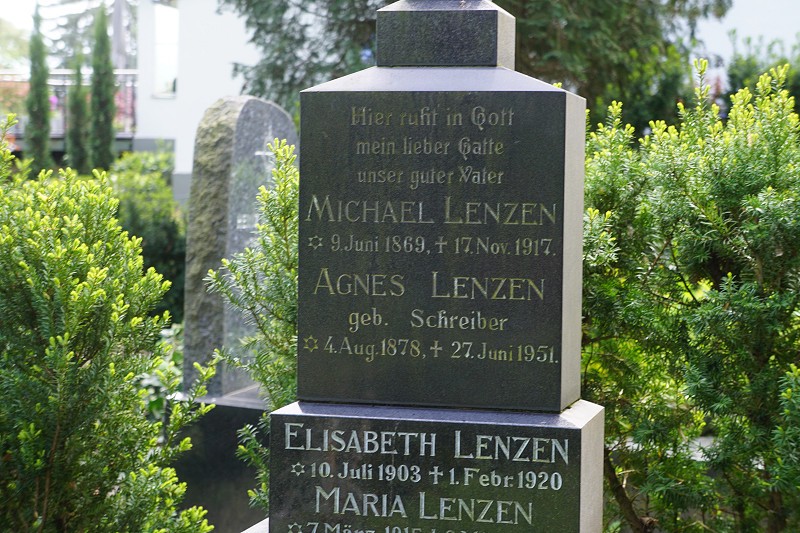 Hier ruht in Gott
mein lieber Gatte
unser guter Vater
MICHAEL LENZEN
✡ 9.Juni 1869, ✝ 17.Nov. 1917.
AGNES LENZEN
geb. Schreiber
✡ 4.Aug.1878, ✝ 27.Juni 1951.
ELISABETH LENZEN
✡ 10.Juli 1903 ✝ 1.Febr. 1920
MARIA LENZEN
✡ 7.März